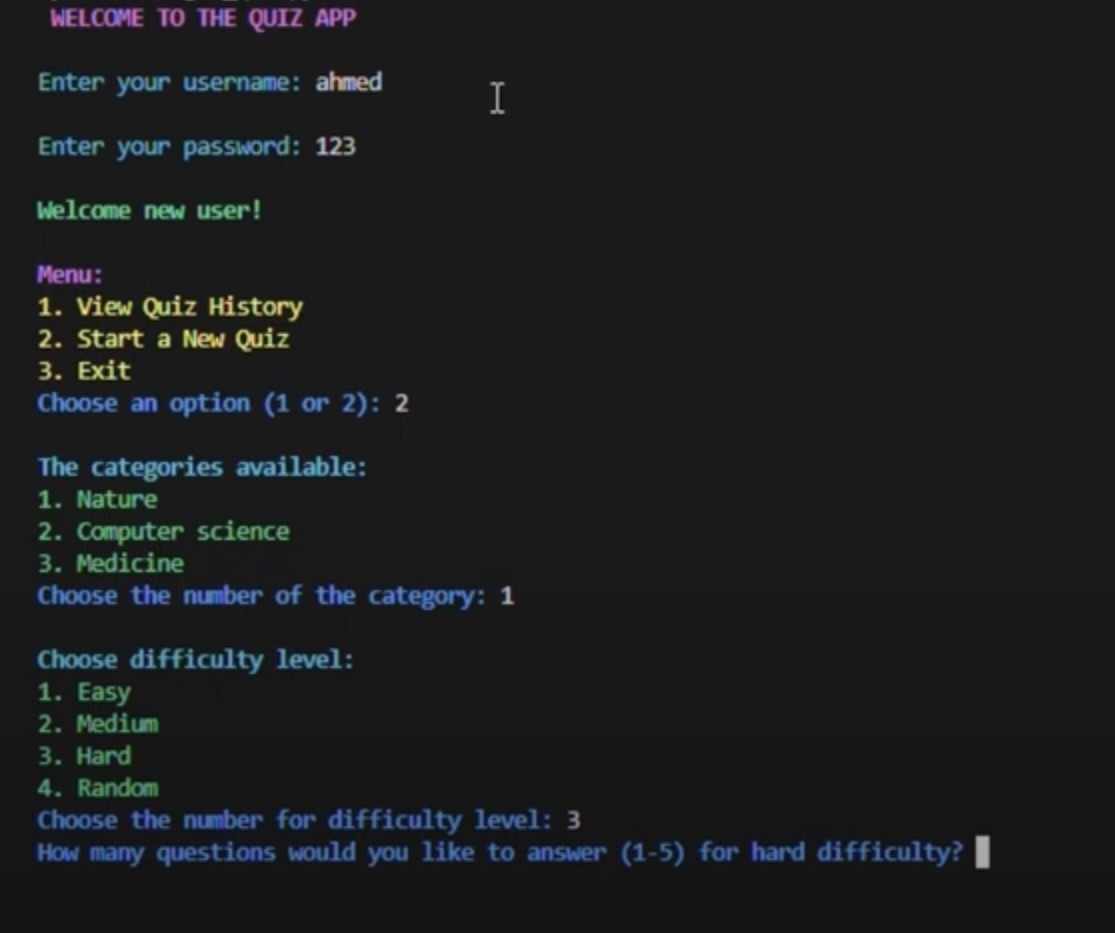 WELCOME TO THE QUIZ APP
Enter your username: ahmed
Enter your password: 123
Welcome new user!
Menu:
1. View Quiz History
2. Start a New Quiz
3. Exit
Choose an option (1 or 2): 2
The categories available:
1. Nature
2. Computer science
3. Medicine
Choose the number of the category: 1
Choose difficulty level:
1. Easy
2. Medium
3. Hard
4. Random
Choose the number for difficulty level: 3
How many questions would you like to answer (1-5) for hard difficulty?